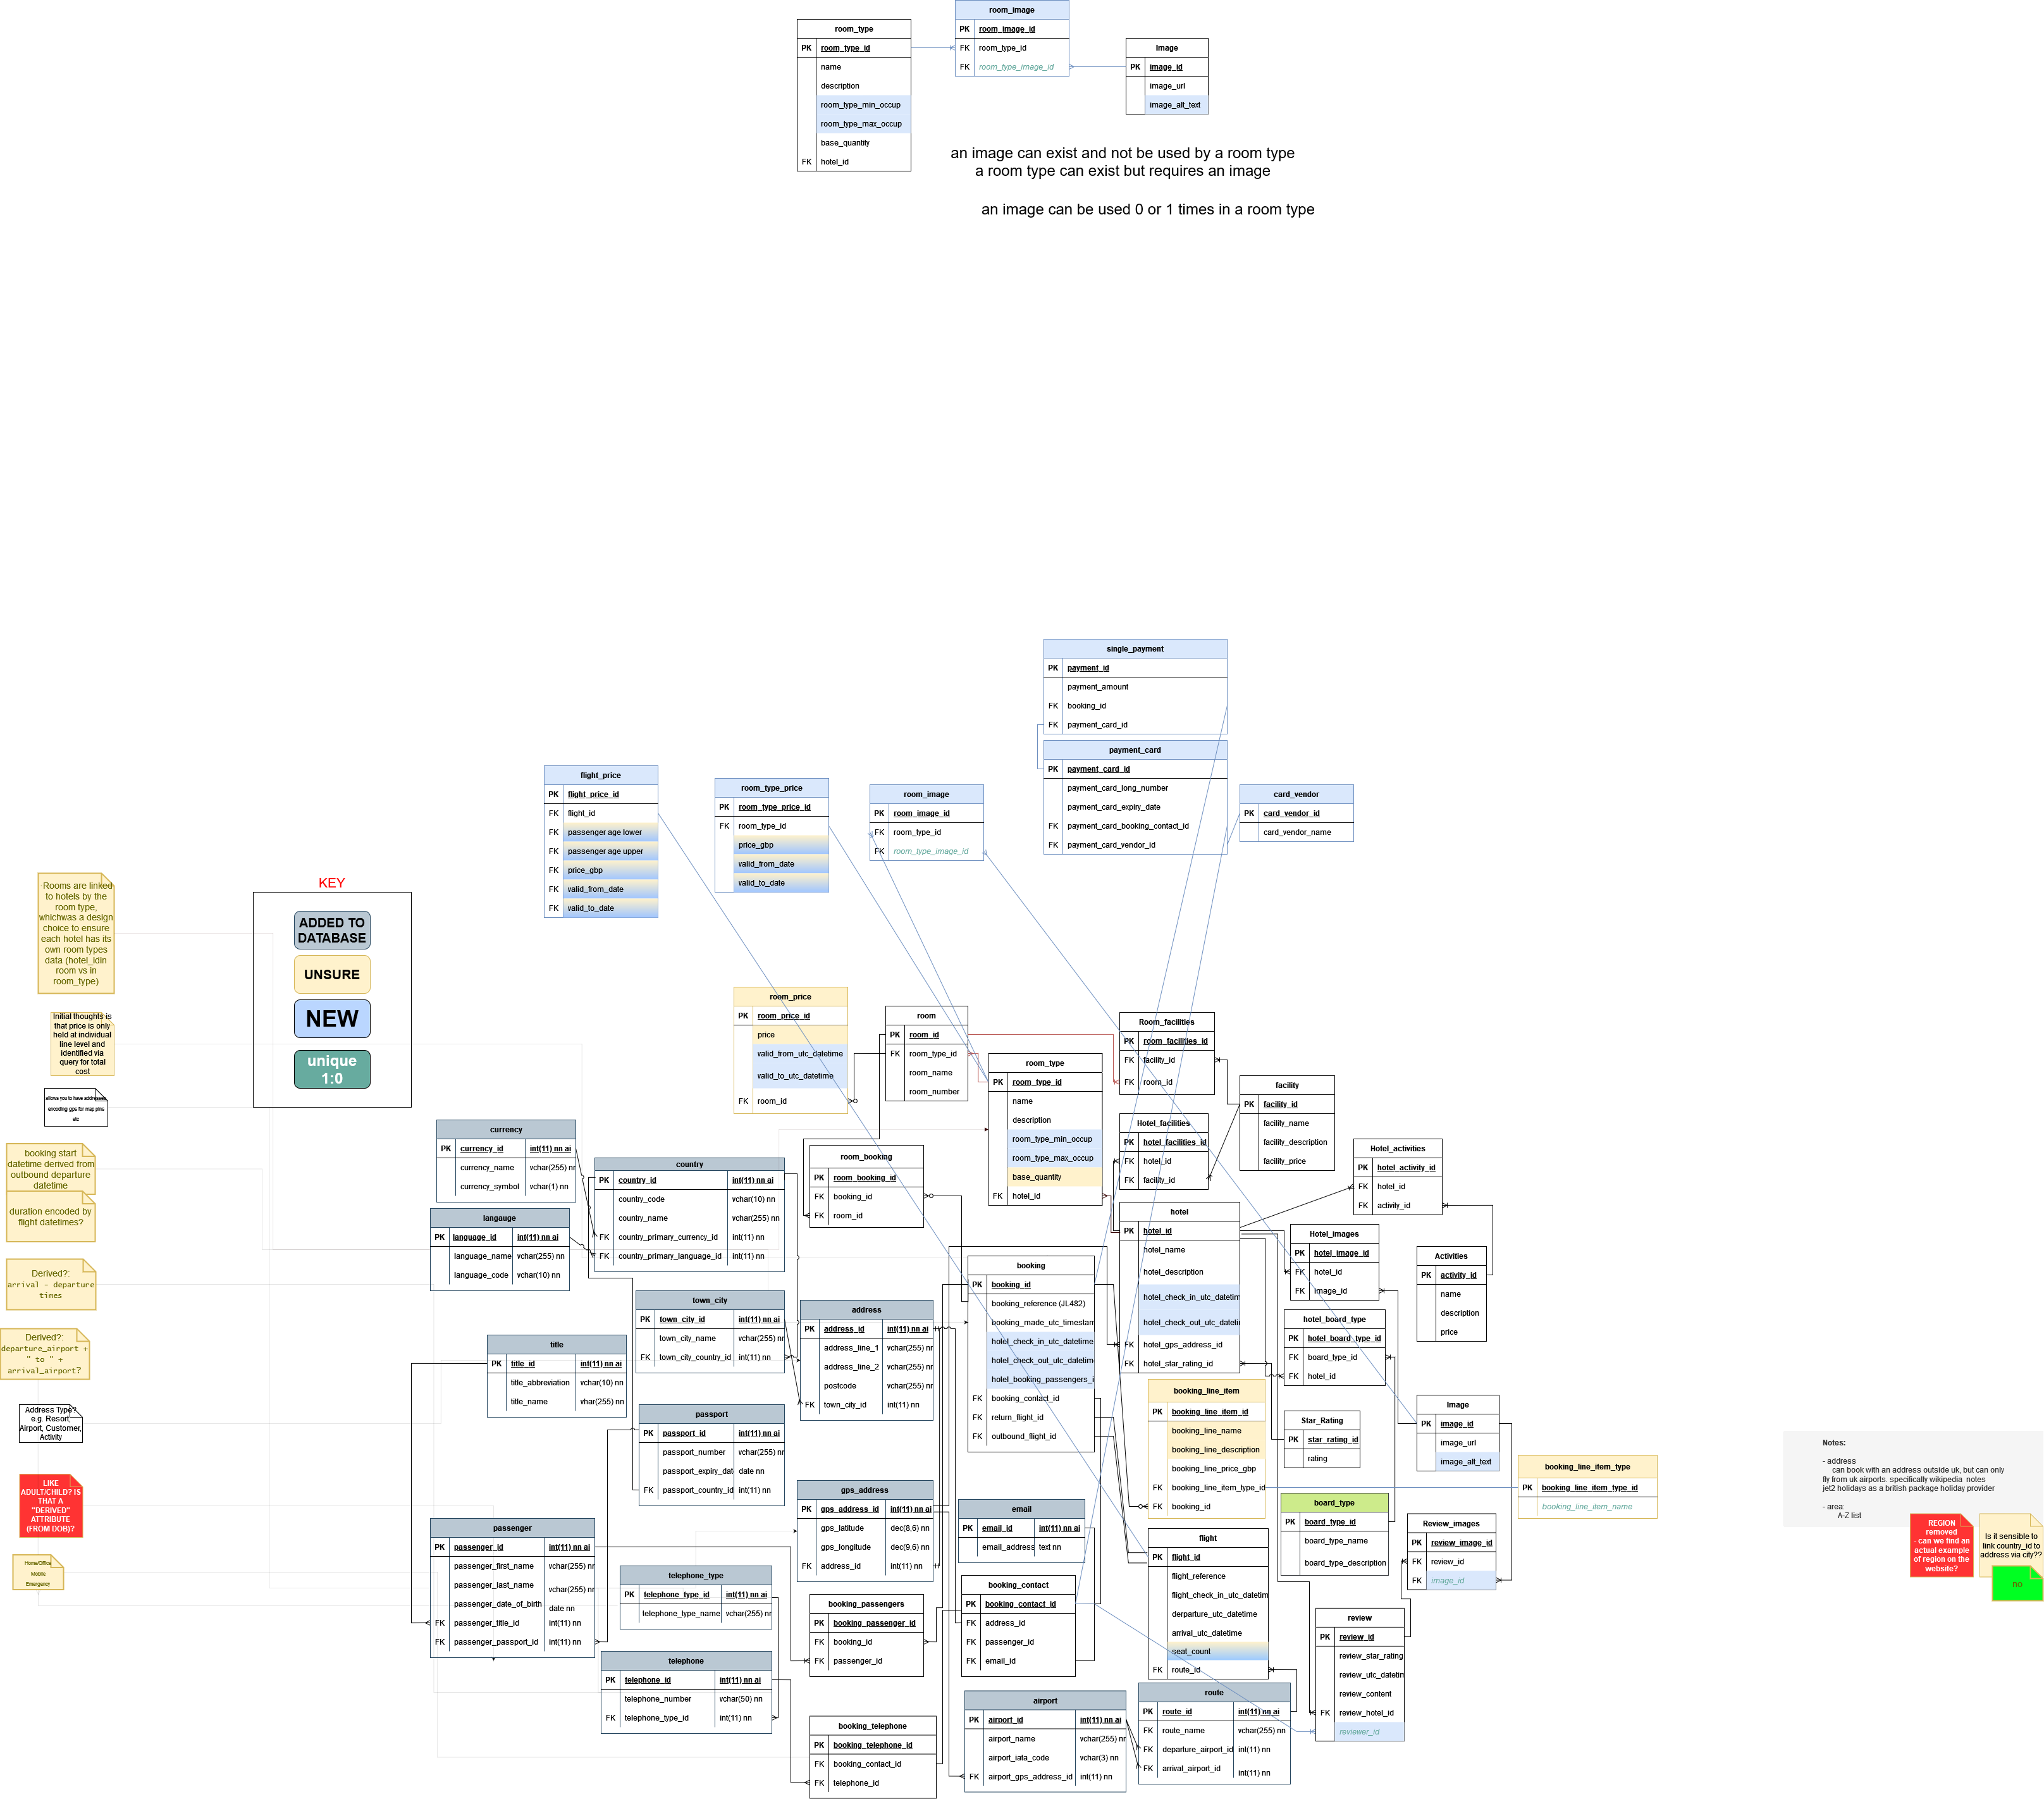 room_image
PK room_image_id
FK room_type_id
FK room_type_image_id
room_type
PK room_type_id
name
description
room_type_min_occup
room_type_max_occup
base_quantity
FK hotel_id
Image
PK image_id
image_url
image_alt_text
an image can exist and not be used by a room type
a room type can exist but requires an image
an image can be used 0 or 1 times in a room type
single_payment
PK payment_id
payment_amount
FK booking_id
FK payment_card_id
payment_card
PK payment_card_id
payment_card_long_number
payment_card_expiry_date
FK payment_card_booking_contact_id
FK payment_card_vendor_id
card_vendor
PK card_vendor_id
card_vendor_name
flight_price
PK flight_price_id
FK flight_id
FK passenger age lower
FK passenger age upper
FK price_gbp
FK valid_from_date
FK valid_to_date
room_type_price
PK room_type_price_id
FK room_type_id
price_gbp
valid_from_date
valid_to_date
room_image
PK room_image_id
FK room_type_id
FK room_type_image_id
Rooms are linked
to hotels by the
room type,
whichwas a design
choice to ensure
each hotel has its
own room types
data (hotel_idin
room vs in
room_type)
Initial thoughts is
that price is only
held at individual
line level and
identified via
query for total
cost
allows you to have addresses
encoding gps for map pins
etc
booking start
datetime derived from
outbound departure
datetime
duration encoded by
flight datetimes?
Derived?:
arrival - departure
times
Derived?:
departure_airport +
" to " +
arrival_airport?
Address Type?
e.g. Resort,
Airport, Customer,
Activity
LIKE
ADULT/CHILD? IS
THAT A
"DERIVED"
ATTRIBUTE
(FROM DOB)?
Home/Office
Mobile
Emergency
KEY
ADDED TO
DATABASE
UNSURE
NEW
unique
1:0
room_price
PK room_price_id
price
valid_from_utc_datetime
valid_to_utc_datetime
FK room_id
room
PK room_id
FK room_type_id
room_name
room_number
room_type
PK room_type_id
name
description
room_type_min_occup
room_type_max_occup
base_quantity
FK hotel_id
Room_facilities
PK room_facilities_id
FK facility_id
FK room_id
facility
PK facility_id
facility_name
facility_description
facility_price
Hotel_facilities
PK hotel_facilities_id
FK hotel_id
FK facility_id
Hotel_activities
PK hotel_activity_id
FK hotel_id
FK activity_id
Activities
PK activity_id
name
description
price
hotel
PK hotel_id
hotel_name
hotel_description
hotel_check_in_utc_datetim
hotel_check_out_utc_dateti
FK hotel_gps_address_id
FK hotel_star_rating_id
Hotel_images
PK hotel_image_id
FK hotel_id
FK image_id
hotel_board_type
PK hotel_board_type_id
FK board_type_id
FK hotel_id
Star_Rating
PK star_rating_id
rating
Image
PK image_id
image_url
image_alt_text
board_type
PK board_type_id
board_type_name
board_type_description
Review_images
PK review_image_id
FK review_id
FK image_id
review
PK review_id
review_star_rating
review_utc_datetim
review_content
FK review_hotel_id
reviewer_id
booking_line_item_type
PK booking_line_item_type_id
booking_line_item_name
currency
PK currency_id int(11) nn ai
currency_name vchar(255) nr
currency_symbol vchar(1) nn
langauge
PK language_id int(11) nn ai
language_name vchar(255) nn
language_code vchar(10) nn
country
PK country_id int(11) nn ai
country_code vchar(10) nn
country_name vchar(255) nn
FK country_primary_currency_id int(11) nn
FK country_primary_language_id int(11) nn
town_city
PK town_city_id int(11) nn ai
town_city_name vchar(255) nr
FK town_city_country_id int(11) nn
title
PK title_id int(11) nn ai
title_abbreviation vchar(10) nn
title_name vhar(255) nn
passport
PK passport_id int(11) nn ai
passport_number vchar(255) nr
passport_expiry_dat date nn
FK passport_country_id int(11) nn
passenger
PK passenger_id int(11) nn ai
passenger_first_name vchar(255) nr
passenger_last_name vchar(255) nr
passenger_date_of_birth date nn
FK passenger_title_id int(11) nn
FK passenger_passport_id int(11) nn
telephone_type
PK telephone_type_id int(11) nn ai
telephone_type_name vchar(255) nr
telephone
PK telephone_id int(11) nn ai
telephone_number vchar(50) nn
FK telephone_type_id int(11) nn
room_booking
PK room_booking_id
FK booking_id
FK room_id
address
PK address_id int(11) nn ai
address_line_1 vchar(255) nr
address_line_2 vchar(255) nr
postcode vchar(255) nr
FK town_city_id int(11) nn
gps_address
PK gps_address_id int(11) nn ai
gps_latitude dec(8,6) nn
gps_longitude dec(9,6) nn
FK address_id int(11) nn
booking
PK booking_id
booking_reference (JL482)
booking_made_utc_timestam
hotel_check_in_utc_datetime
hotel_check_out_utc_datetim
hotel_booking_passengers_i
FK booking_contact_id
FK return_flight_id
FK outbound_flight_id
booking_line_item
PK booking_line_item_id
booking_line_name
booking_line_description
booking_line_price_gbp
FK booking_line_item_type_id
FK booking_id
email
PK email_id int(11) nn ai
email_address text nn
booking_contact
PK booking_contact_id
FK address_id
FK passenger_id
FK email_id
booking_passengers
PK booking_passenger_id
FK booking_id
FK passenger_id
booking_telephone
PK booking_telephone_id
FK booking_contact_id
FK telephone_id
flight
PK flight_id
flight_reference
flight_check_in_utc_datetim
derparture_utc_datetime
arrival_utc_datetime
seat_count
FK route_id
airport
PK airport_id int(11) nn ai
airport_name vchar(255) nr
airport_iata_code vchar(3) nn
FK airport_gps_address_id int(11) nn
route
PK route_id int(11) nn ai
FK route_name vchar(255) nn
FK departure_airport_id int(11) nn
FK arrival_airport_id int(11) nn
Notes:
- address
can book with an address outside uk, but can only
fly from uk airports. specifically wikipedia notes
jet2 holidays as a british package holiday provider
- area:
A-Z list
REGION
removed
- can we find an
actual example
of region on the
website?
Is it sensible to
link country_id to
address via city??
no